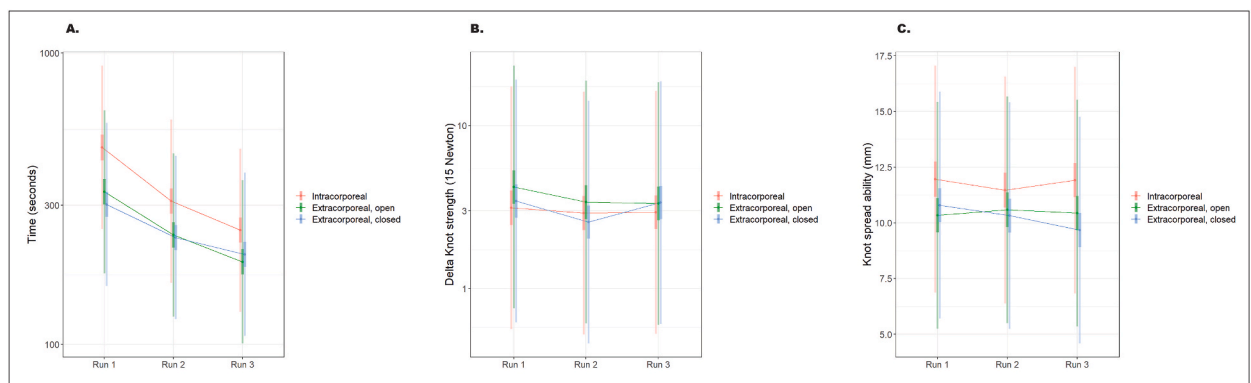 A.
Time (seconds)
1000
300
100
Run 1
Run 2
Run 3
Intracorporeal
Extracorporeal, open
Extracorporeal, closed
B.
Delta Knot strength (15 Newton)
10
3
1
Run 1
Run 2
Run 3
Intracorporeal
Extracorporeal, open
Extracorporeal, closed
C.
Knot spread ability (mm)
17.5
15.0
12.5
10.0
7.5
5.0
Run 1
Run 2
Run 3
Intracorporeal
Extracorporeal, open
Extracorporeal, closed